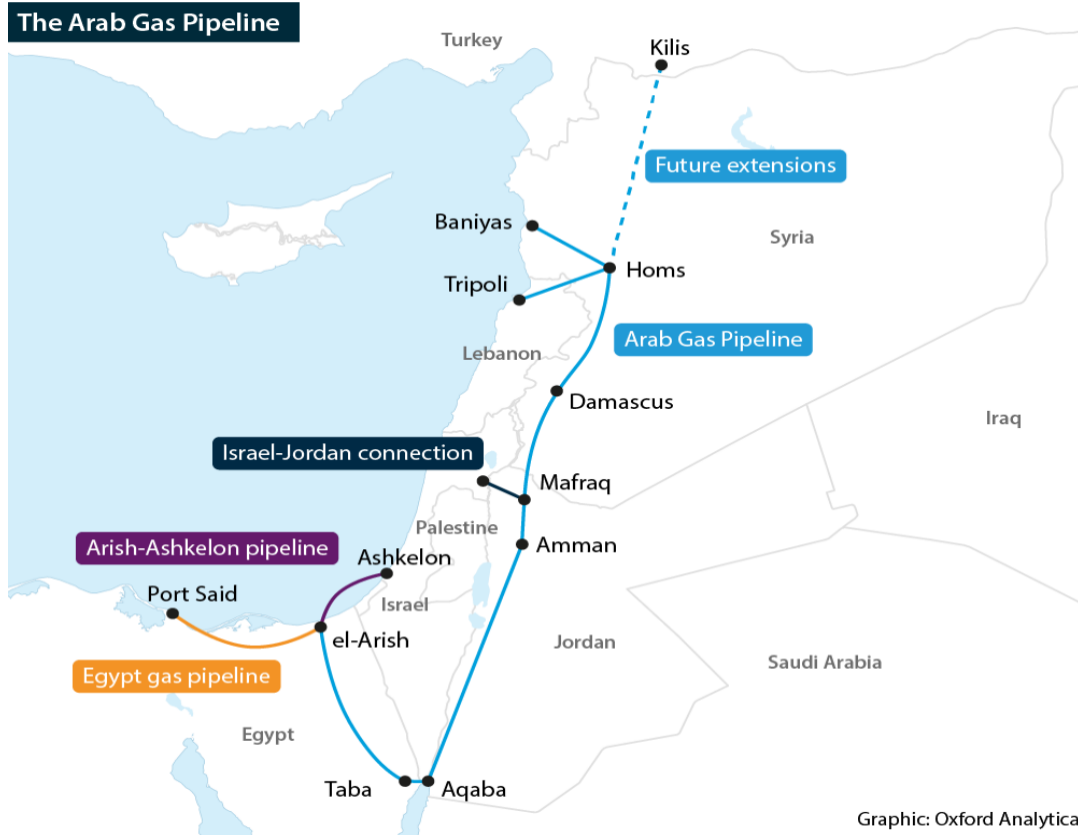 The Arab Gas Pipeline
Turkey
Kilis
Future extensions
Baniyas
Syria
Homs
Tripoli
Arab Gas Pipeline
Lebanon
Damascus
Iraq
Israel-Jordan connection
Mafraq
Palestine
Arish-Ashkelon pipeline
Amman
Ashkelon
Port Said
Israel
el-Arish
Jordan
Saudi Arabia
Egypt gas pipeline
Egypt
Taba
Aqaba
Graphic: Oxford Analytica